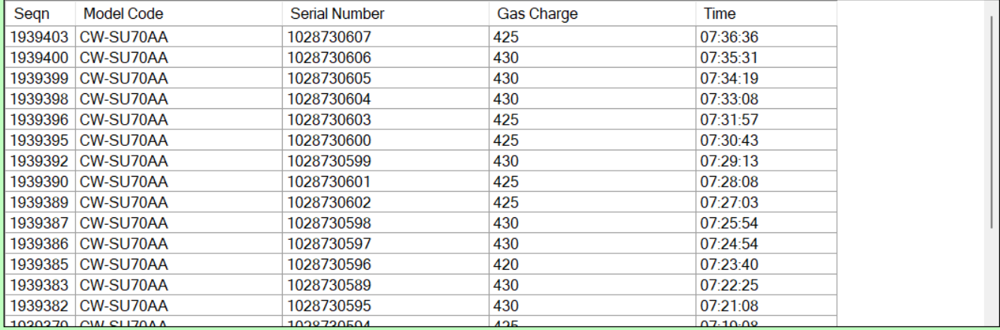 Seqn Model Code Serial Number Gas Charge Time
1939403 CW-SU70AA 1028730607 425 07:36:36
1939400 CW-SU70AA 1028730606 430 07:35:31
1939399 CW-SU70AA 1028730605 430 07:34:19
1939398 CW-SU70AA 1028730604 430 07:33:08
1939396 CW-SU70AA 1028730603 425 07:31:57
1939395 CW-SU70AA 1028730600 425 07:30:43
1939392 CW-SU70AA 1028730599 430 07:29:13
1939390 CW-SU70AA 1028730601 425 07:28:08
1939389 CW-SU70AA 1028730602 425 07:27:03
1939387 CW-SU70AA 1028730598 430 07:25:54
1939386 CW-SU70AA 1028730597 430 07:24:54
1939385 CW-SU70AA 1028730596 420 07:23:40
1939383 CW-SU70AA 1028730589 430 07:22:25
1939382 CW-SU70AA 1028730595 430 07:21:08
CW-SU70AA